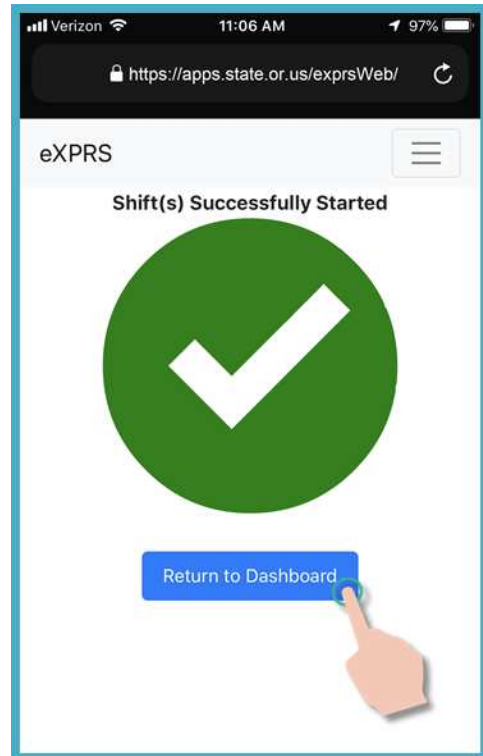 Verizon 11:06 AM 97%
https://apps.state.or.us/exprsWeb/
eXPRS
Shift(s) Successfully Started
Return to Dashboard